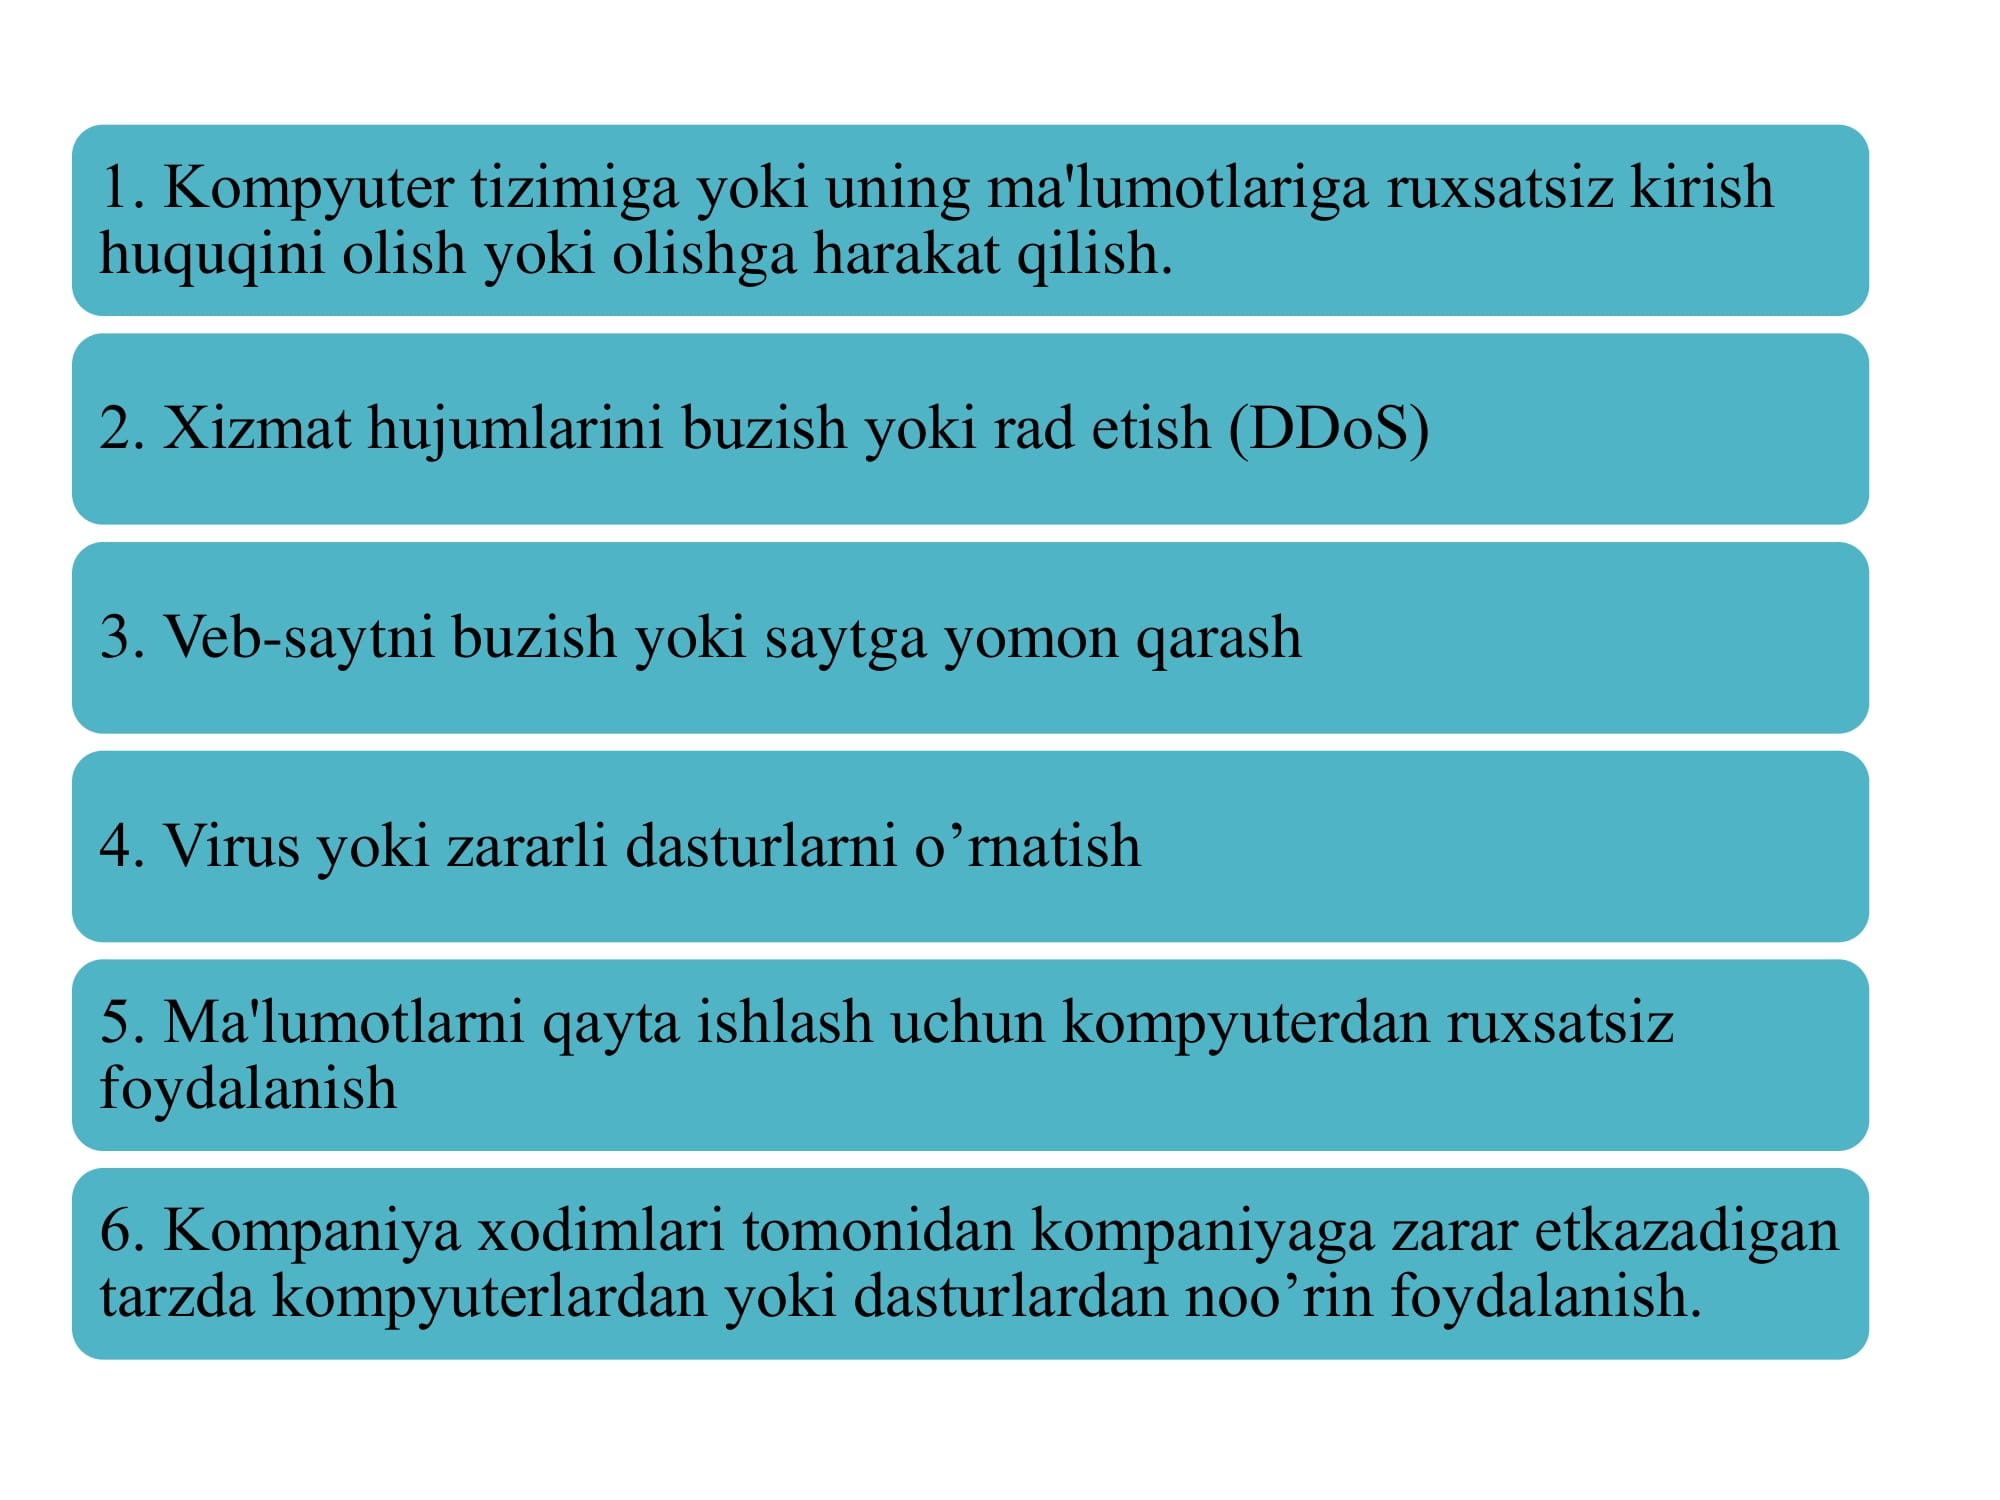 1. Kompyuter tizimiga yoki uning ma'lumotlariga ruxsatsiz kirish
huquqini olish yoki olishga harakat qilish.
2. Xizmat hujumlarini buzish yoki rad etish (DDoS)
3. Veb-saytni buzish yoki saytga yomon qarash
4. Virus yoki zararli dasturlarni o’rnatish
5. Ma'lumotlarni qayta ishlash uchun kompyuterdan ruxsatsiz
foydalanish
6. Kompaniya xodimlari tomonidan kompaniyaga zarar etkazadigan
tarzda kompyuterlardan yoki dasturlardan noo’rin foydalanish.